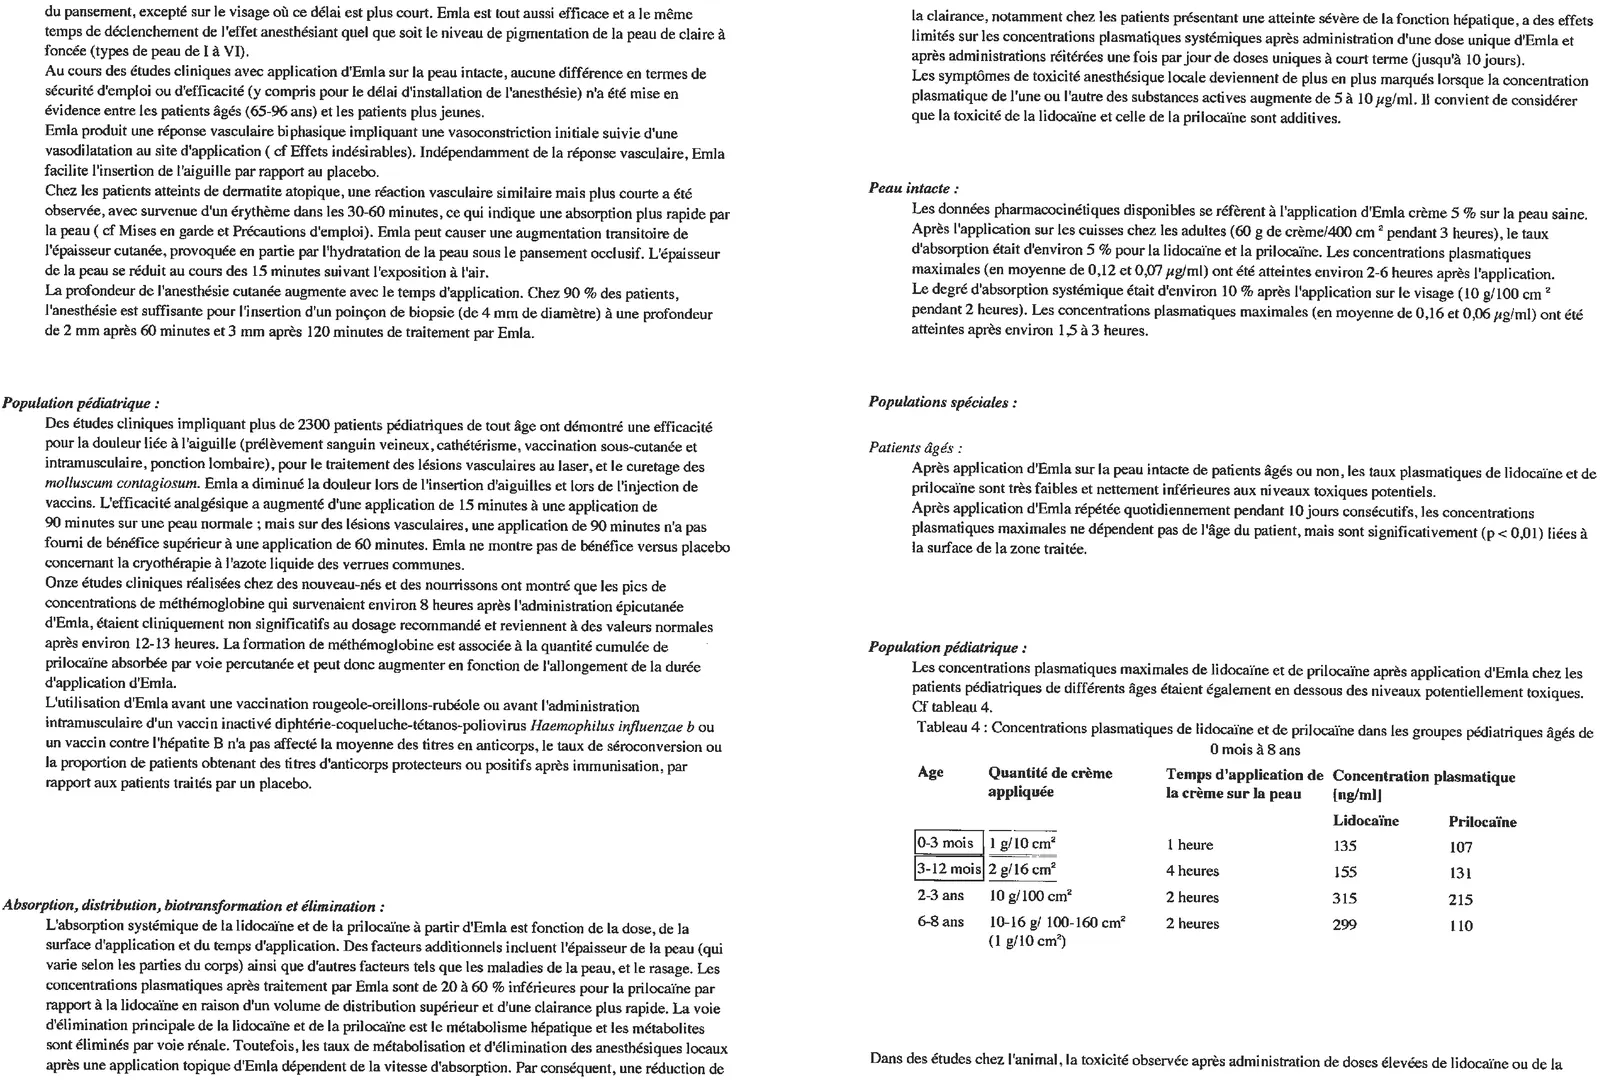 du pansement, excepté sur le visage où ce délai est plus court. Emla est tout aussi efficace et a le même
temps de déclenchement de l'effet anesthésiant quel que soit le niveau de pigmentation de la peau de claire à
foncée (types de peau de I à VI).
Au cours des études cliniques avec application d'Emla sur la peau intacte, aucune différence en termes de
sécurité d'emploi ou d'efficacité (y compris pour le délai d'installation de l'anesthésie) n'a été mise en
évidence entre les patients âgés (65-96 ans) et les patients plus jeunes.
Emla produit une réponse vasculaire biphasique impliquant une vasoconstriction initiale suivie d'une
vasodilatation au site d'application ( cf Effets indésirables). Indépendamment de la réponse vasculaire, Emla
facilite l'insertion de l'aiguille par rapport au placebo.
Chez les patients atteints de dermatite atopique, une réaction vasculaire similaire mais plus courte a été
observée, avec survenue d'un érythème dans les 30-60 minutes, ce qui indique une absorption plus rapide par
la peau ( cf Mises en garde et Précautions d'emploi). Emla peut causer une augmentation transitoire de
l'épaisseur cutanée, provoquée en partie par l'hydratation de la peau sous le pansement occlusif. L'épaisseur
de la peau se réduit au cours des 15 minutes suivant l'exposition à l'air.
La profondeur de l'anesthésie cutanée augmente avec le temps d'application. Chez 90 % des patients,
l'anesthésie est suffisante pour l'insertion d'un poinçon de biopsie (de 4 mm de diamètre) à une profondeur
de 2 mm après 60 minutes et 3 mm après 120 minutes de traitement par Emla.
Population pédiatrique :
Des études cliniques impliquant plus de 2300 patients pédiatriques de tout âge ont démontré une efficacité
pour la douleur liée à l'aiguille (prélèvement sanguin veineux, cathétérisme, vaccination sous-cutanée et
intramusculaire, ponction lombaire), pour le traitement des lésions vasculaires au laser, et le curetage des
molluscum contagiosum. Emla a diminué la douleur lors de l'insertion d'aiguilles et lors de l'injection de
vaccins. L'efficacité analgésique a augmenté d'une application de 15 minutes à une application de
90 minutes sur une peau normale ; mais sur des lésions vasculaires, une application de 90 minutes n'a pas
fourni de bénéfice supérieur à une application de 60 minutes. Emla ne montre pas de bénéfice versus placebo
concernant la cryothérapie à l'azote liquide des verrues communes.
Onze études cliniques réalisées chez des nouveau-nés et des nourrissons ont montré que les pics de
concentrations de méthémoglobine qui survenaient environ 8 heures après l'administration épicutanée
d'Emla, étaient cliniquement non significatifs au dosage recommandé et reviennent à des valeurs normales
après environ 12-13 heures. La formation de méthémoglobine est associée à la quantité cumulée de
prilocaïne absorbée par voie percutanée et peut donc augmenter en fonction de l'allongement de la durée
d'application d'Emla.
L'utilisation d'Emla avant une vaccination rougeole-oreillons-rubéole ou avant l'administration
intramusculaire d'un vaccin inactivé diphtérie-coqueluche-tétanos-poliovirus Haemophilus influenzae b ou
un vaccin contre l'hépatite B n'a pas affecté la moyenne des titres en anticorps, le taux de séroconversion ou
la proportion de patients obtenant des titres d'anticorps protecteurs ou positifs après immunisation, par
rapport aux patients traités par un placebo.
Absorption, distribution, biotransformation et élimination :
L'absorption systémique de la lidocaïne et de la prilocaïne à partir d'Emla est fonction de la dose, de la
surface d'application et du temps d'application. Des facteurs additionnels incluent l'épaisseur de la peau (qui
varie selon les parties du corps) ainsi que d'autres facteurs tels que les maladies de la peau, et le rasage. Les
concentrations plasmatiques après traitement par Emla sont de 20 à 60 % inférieures pour la prilocaïne par
rapport à la lidocaïne en raison d'un volume de distribution supérieur et d'une clairance plus rapide. La voie
d'élimination principale de la lidocaïne et de la prilocaïne est le métabolisme hépatique et les métabolites
sont éliminés par voie rénale. Toutefois, les taux de métabolisation et d'élimination des anesthésiques locaux
après une application topique d'Emla dépendent de la vitesse d'absorption. Par conséquent, une réduction de
la clairance, notamment chez les patients présentant une atteinte sévère de la fonction hépatique, a des effets
limités sur les concentrations plasmatiques systémiques après administration d'une dose unique d'Emla et
après administrations réitérées une fois par jour de doses uniques à court terme (jusqu'à 10 jours).
Les symptômes de toxicité anesthésique locale deviennent de plus en plus marqués lorsque la concentration
plasmatique de l'une ou l'autre des substances actives augmente de 5 à 10 µg/ml. Il convient de considérer
que la toxicité de la lidocaïne et celle de la prilocaïne sont additives.
Peau intacte :
Les données pharmacocinétiques disponibles se réfèrent à l'application d'Emla crème 5 % sur la peau saine.
Après l'application sur les cuisses chez les adultes (60 g de crème/400 cm ² pendant 3 heures), le taux
d'absorption était d'environ 5 % pour la lidocaïne et la prilocaïne. Les concentrations plasmatiques
maximales (en moyenne de 0,12 et 0,07 µg/ml) ont été atteintes environ 2-6 heures après l'application.
Le degré d'absorption systémique était d'environ 10 % après l'application sur le visage (10 g/100 cm ²
pendant 2 heures). Les concentrations plasmatiques maximales (en moyenne de 0,16 et 0,06 µg/ml) ont été
atteintes après environ 1,5 à 3 heures.
Populations spéciales :
Patients âgés :
Après application d'Emla sur la peau intacte de patients âgés ou non, les taux plasmatiques de lidocaïne et de
prilocaïne sont très faibles et nettement inférieures aux niveaux toxiques potentiels.
Après application d'Emla répétée quotidiennement pendant 10 jours consécutifs, les concentrations
plasmatiques maximales ne dépendent pas de l'âge du patient, mais sont significativement (p < 0,01) liées à
la surface de la zone traitée.
Population pédiatrique :
Les concentrations plasmatiques maximales de lidocaïne et de prilocaïne après application d'Emla chez les
patients pédiatriques de différents âges étaient également en dessous des niveaux potentiellement toxiques.
Cf tableau 4.
Tableau 4 : Concentrations plasmatiques de lidocaïne et de prilocaïne dans les groupes pédiatriques âgés de
0 mois à 8 ans
Age Quantité de crème Temps d'application de Concentration plasmatique
appliquée la crème sur la peau [ng/ml]
Lidocaïne Prilocaïne
0-3 mois 1 g/10 cm² 1 heure 135 107
3-12 mois 2 g/16 cm² 4 heures 155 131
2-3 ans 10 g/100 cm² 2 heures 315 215
6-8 ans 10-16 g/ 100-160 cm² 2 heures 299 110
(1 g/10 cm²)
Dans des études chez l'animal, la toxicité observée après administration de doses élevées de lidocaïne ou de la